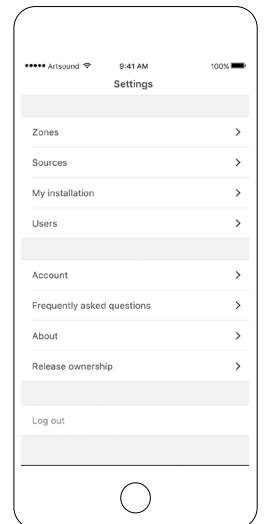 ●●●●● Artsound 9:41 AM 100%
Settings
Zones
Sources
My installation
Users
Account
Frequently asked questions
About
Release ownership
Log out